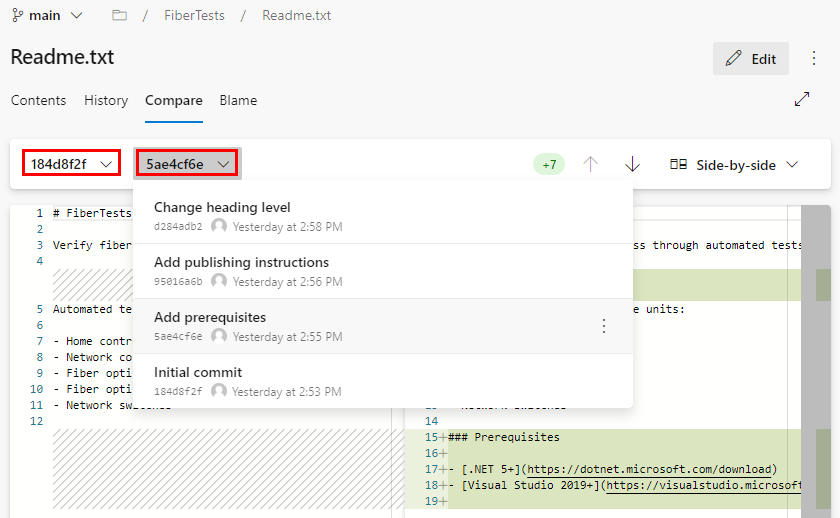 main / FiberTests / Readme.txt
Readme.txt
Edit
Contents History Compare Blame
184d8f2f 5ae4cf6e +7 Side-by-side
Change heading level
d284adb2 Yesterday at 2:58 PM
Add publishing instructions
95016a6b Yesterday at 2:56 PM
Add prerequisites
5ae4cf6e Yesterday at 2:55 PM
Initial commit
184d8f2f Yesterday at 2:53 PM
1 # FiberTests
2
3 Verify fiber
4
5 Automated te
6
7 - Home contr
8 - Network co
9 - Fiber opti
10 - Fiber opti
11 - Network
12
ss through automated tests
e units:
14
15+ ### Prerequisites
16+
17+ - [.NET 5+](https://dotnet.microsoft.com/download)
18+ - [Visual Studio 2019+](https://visualstudio.microsoft
19+